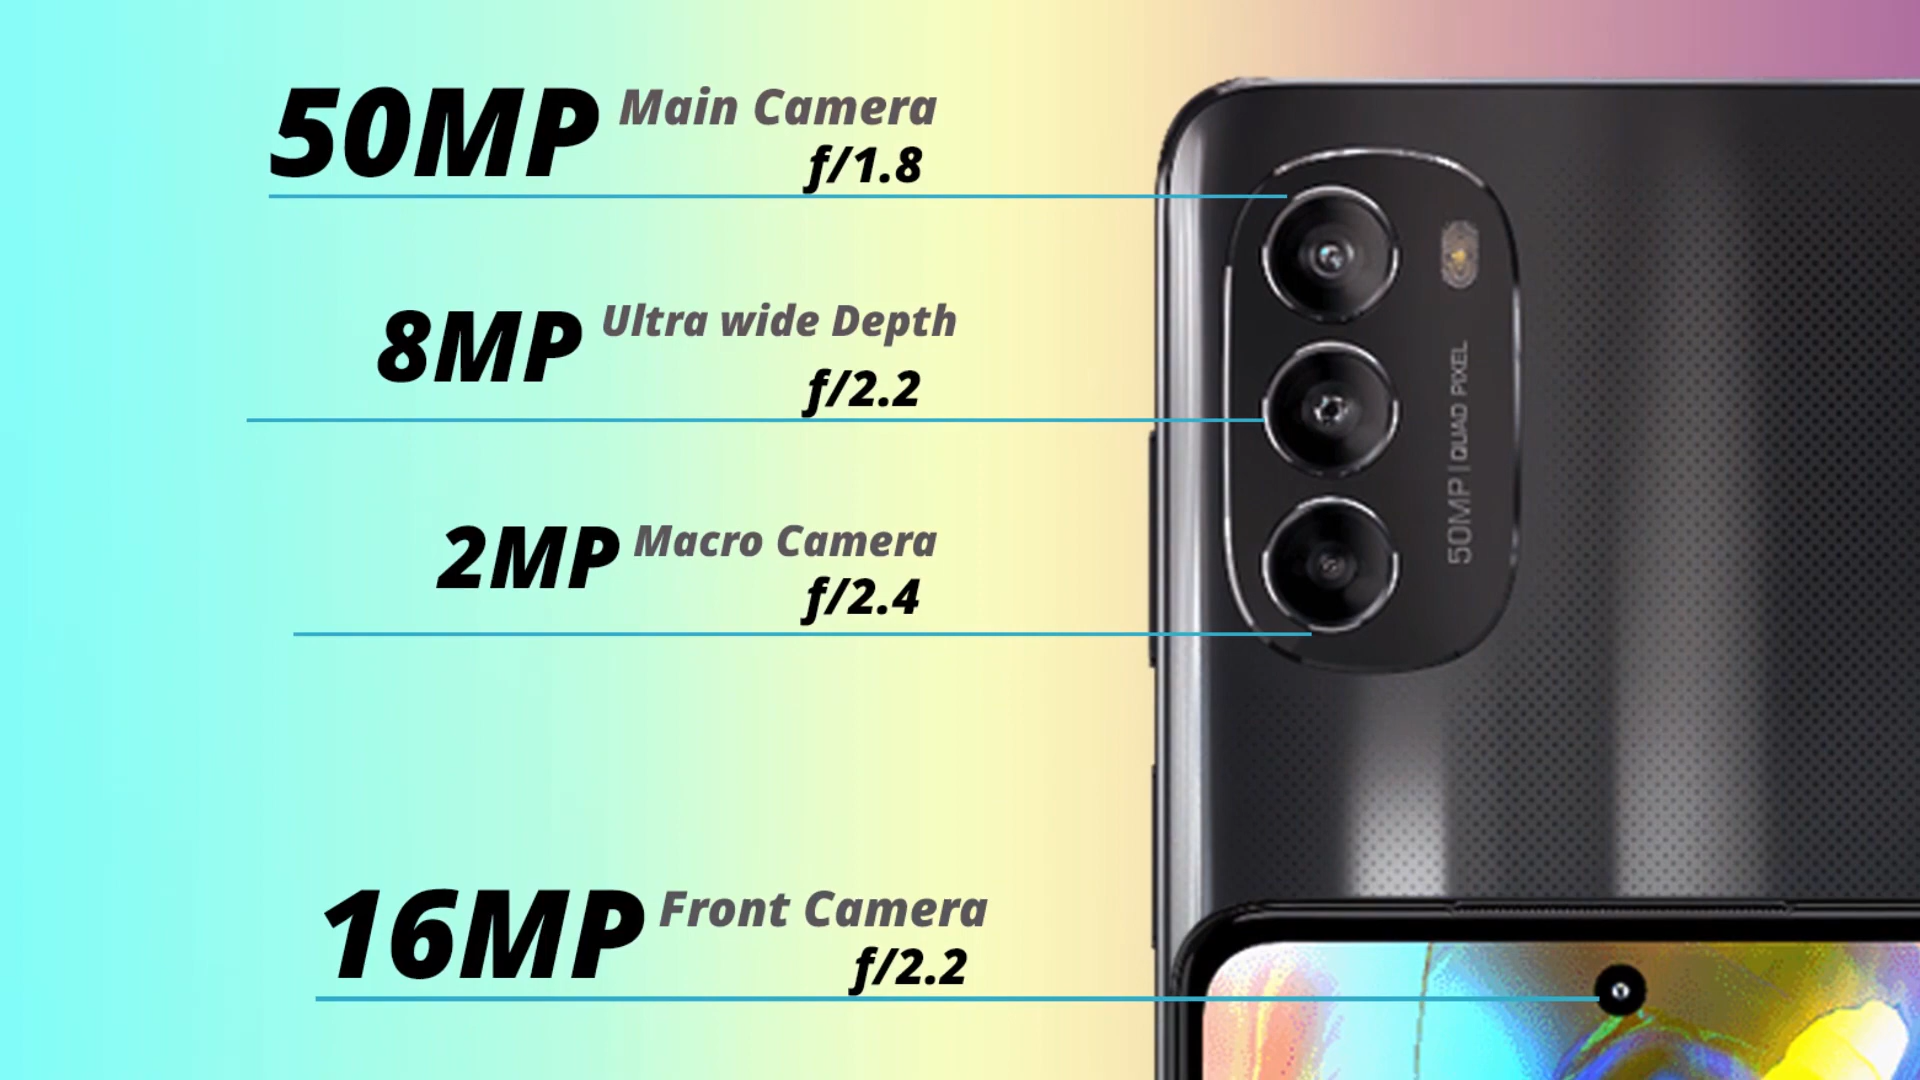 50MP Main Camera
f/1.8
8MP Ultra wide Depth
f/2.2
2MP Macro Camera
f/2.4
50MP | QUAD PIXEL
16MP Front Camera
f/2.2